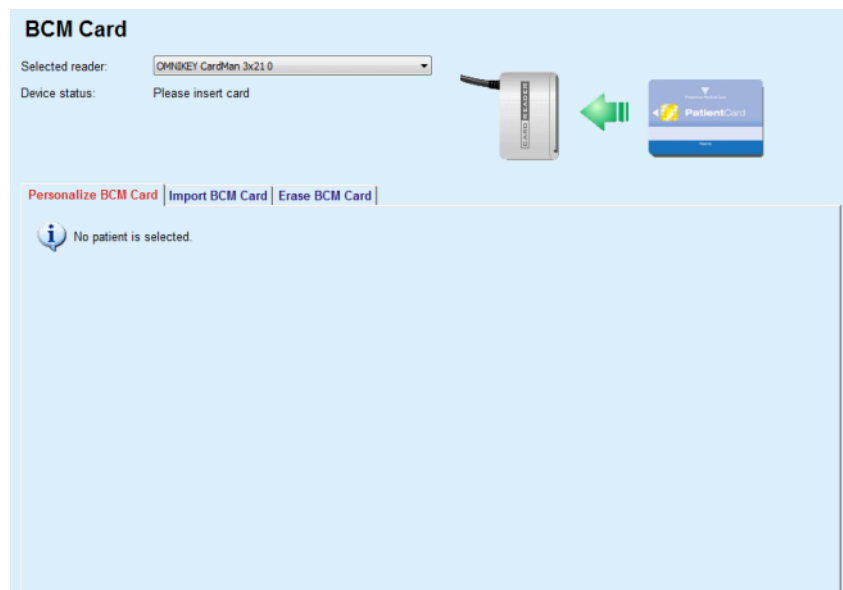 BCM Card
Selected reader: OMNIKEY CardMan 3x21 0
Device status: Please insert card
CARD READER
PatientCard
Name
Personalize BCM Card Import BCM Card Erase BCM Card
No patient is selected.